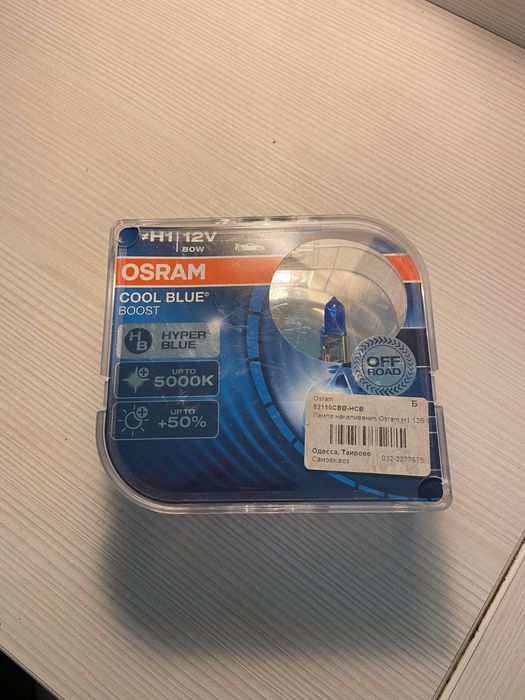 ≠H1 12V
80W
OSRAM
COOL BLUE®
BOOST
HB
HYPER
BLUE
UP TO
5000K
UP TO
+50%
OFF
ROAD
Osram
Б
62150CBB-HCB
Лампа накаливания Osram H1 12В
Одесса, Таирово
Самовывоз
032-2277675